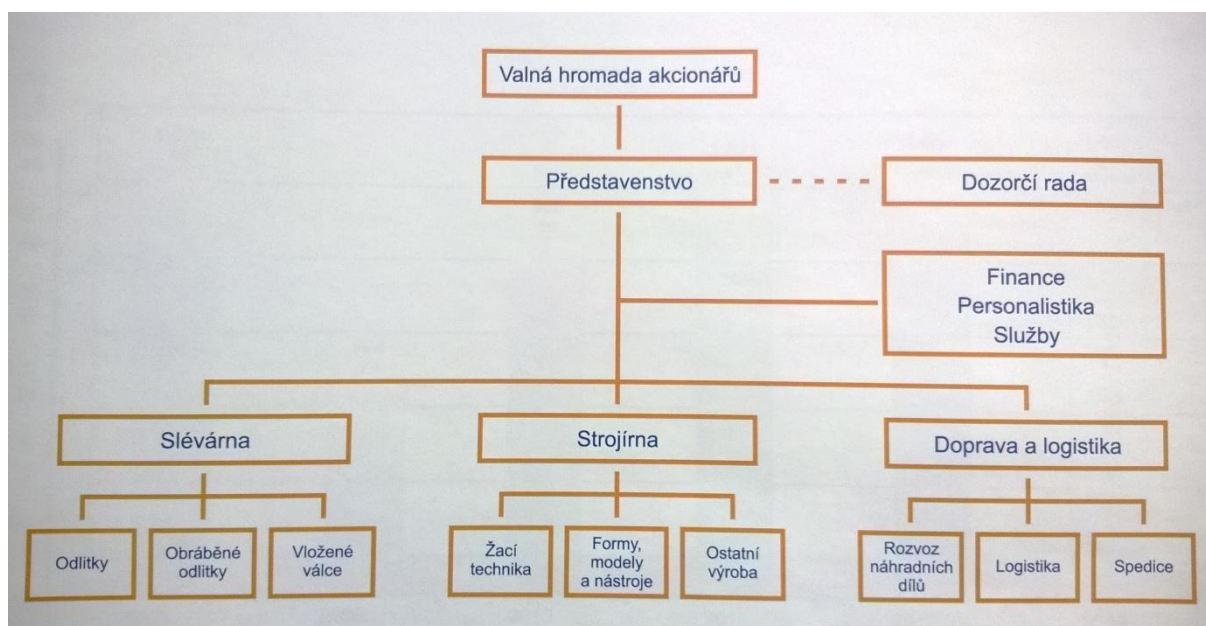 Valná hromada akcionářů
Představenstvo
Dozorčí rada
Finance
Personalistika
Služby
Slévárna
Strojírna
Doprava a logistika
Odlitky
Obráběné
odlitky
Vložené
válce
Žací
technika
Formy,
modely
a nástroje
Ostatní
výroba
Rozvoz
náhradních
dílů
Logistika
Spedice